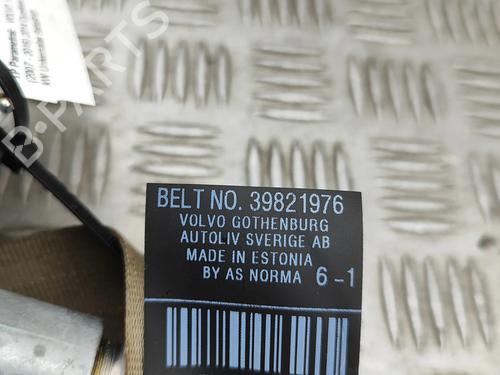 BELT NO. 39821976
VOLVO GOTHENBURG
AUTOLIV SVERIGE AB
MADE IN ESTONIA
BY AS NORMA 6-1
B-PARTS